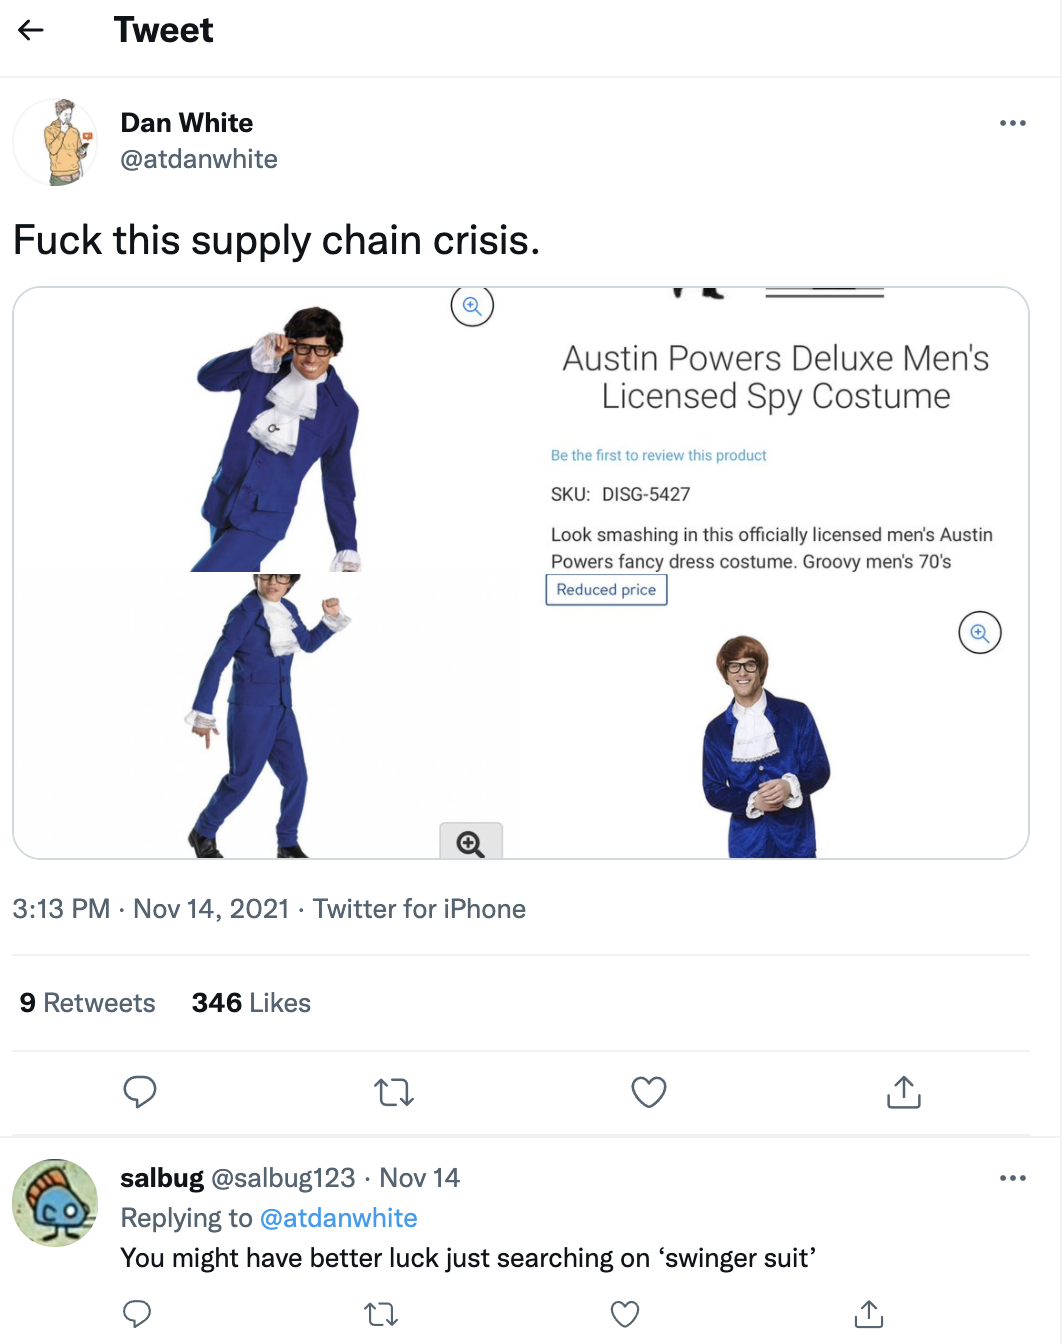 Tweet
Dan White
@atdanwhite
Fuck this supply chain crisis.
Austin Powers Deluxe Men's
Licensed Spy Costume
Be the first to review this product
SKU: DISG-5427
Look smashing in this officially licensed men's Austin
Powers fancy dress costume. Groovy men's 70's
Reduced price
3:13 PM · Nov 14, 2021 · Twitter for iPhone
9 Retweets 346 Likes
salbug @salbug123 · Nov 14
Replying to @atdanwhite
You might have better luck just searching on ‘swinger suit’